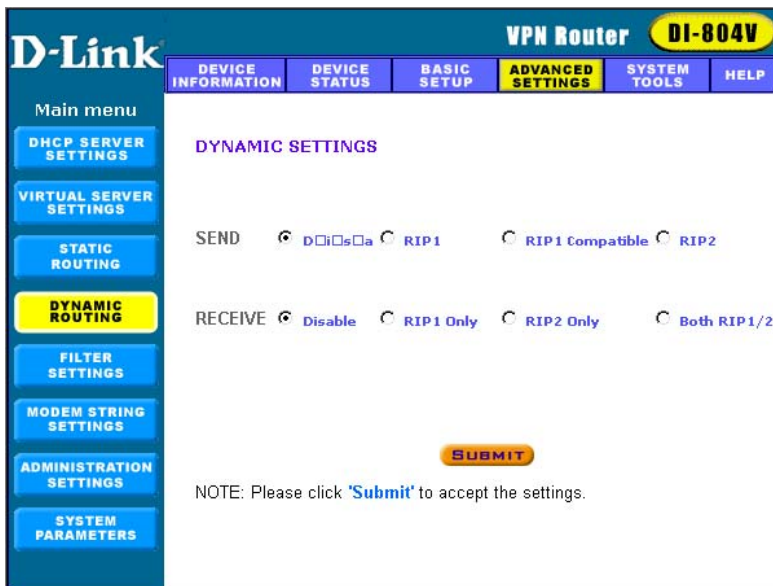 D-Link
VPN Router DI-804V
DEVICE INFORMATION
DEVICE STATUS
BASIC SETUP
ADVANCED SETTINGS
SYSTEM TOOLS
HELP
Main menu
DHCP SERVER SETTINGS
VIRTUAL SERVER SETTINGS
STATIC ROUTING
DYNAMIC ROUTING
FILTER SETTINGS
MODEM STRING SETTINGS
ADMINISTRATION SETTINGS
SYSTEM PARAMETERS
DYNAMIC SETTINGS
SEND D□i□s□a RIP1 RIP1 Compatible RIP2
RECEIVE Disable RIP1 Only RIP2 Only Both RIP1/2
SUBMIT
NOTE: Please click 'Submit' to accept the settings.